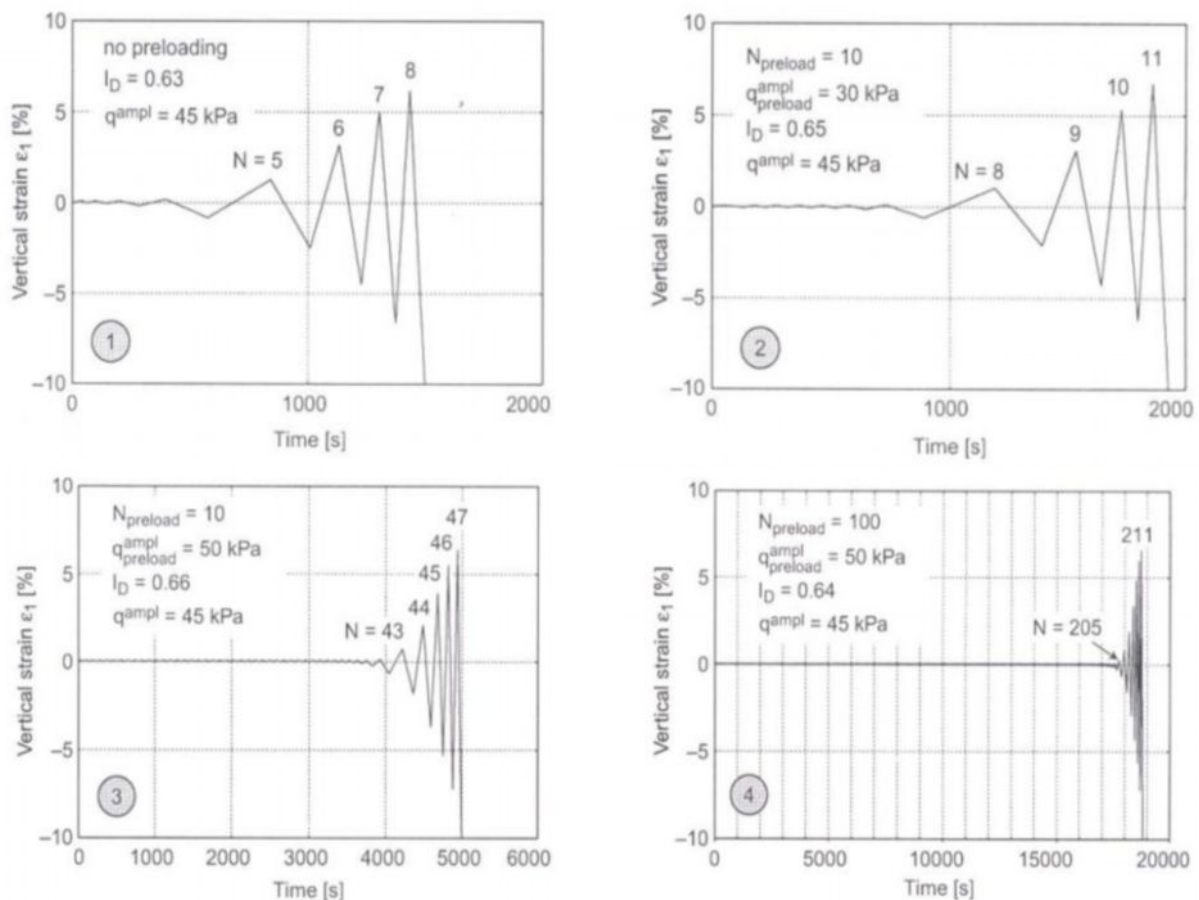 10
no preloading
I_D = 0.63
q^ampl = 45 kPa
5
0
−5
−10
N = 5
6
7
8
1
0
1000
2000
Vertical strain ε₁ [%]
Time [s]
10
N_preload = 10
q^ampl_preload = 30 kPa
I_D = 0.65
q^ampl = 45 kPa
5
0
−5
−10
N = 8
9
10
11
2
0
1000
2000
Vertical strain ε₁ [%]
Time [s]
10
N_preload = 10
q^ampl_preload = 50 kPa
I_D = 0.66
q^ampl = 45 kPa
5
0
−5
−10
N = 43
44
45
46
47
3
0
1000
2000
3000
4000
5000
6000
Vertical strain ε₁ [%]
Time [s]
10
N_preload = 100
q^ampl_preload = 50 kPa
I_D = 0.64
q^ampl = 45 kPa
5
0
−5
−10
N = 205
211
4
0
5000
10000
15000
20000
Vertical strain ε₁ [%]
Time [s]